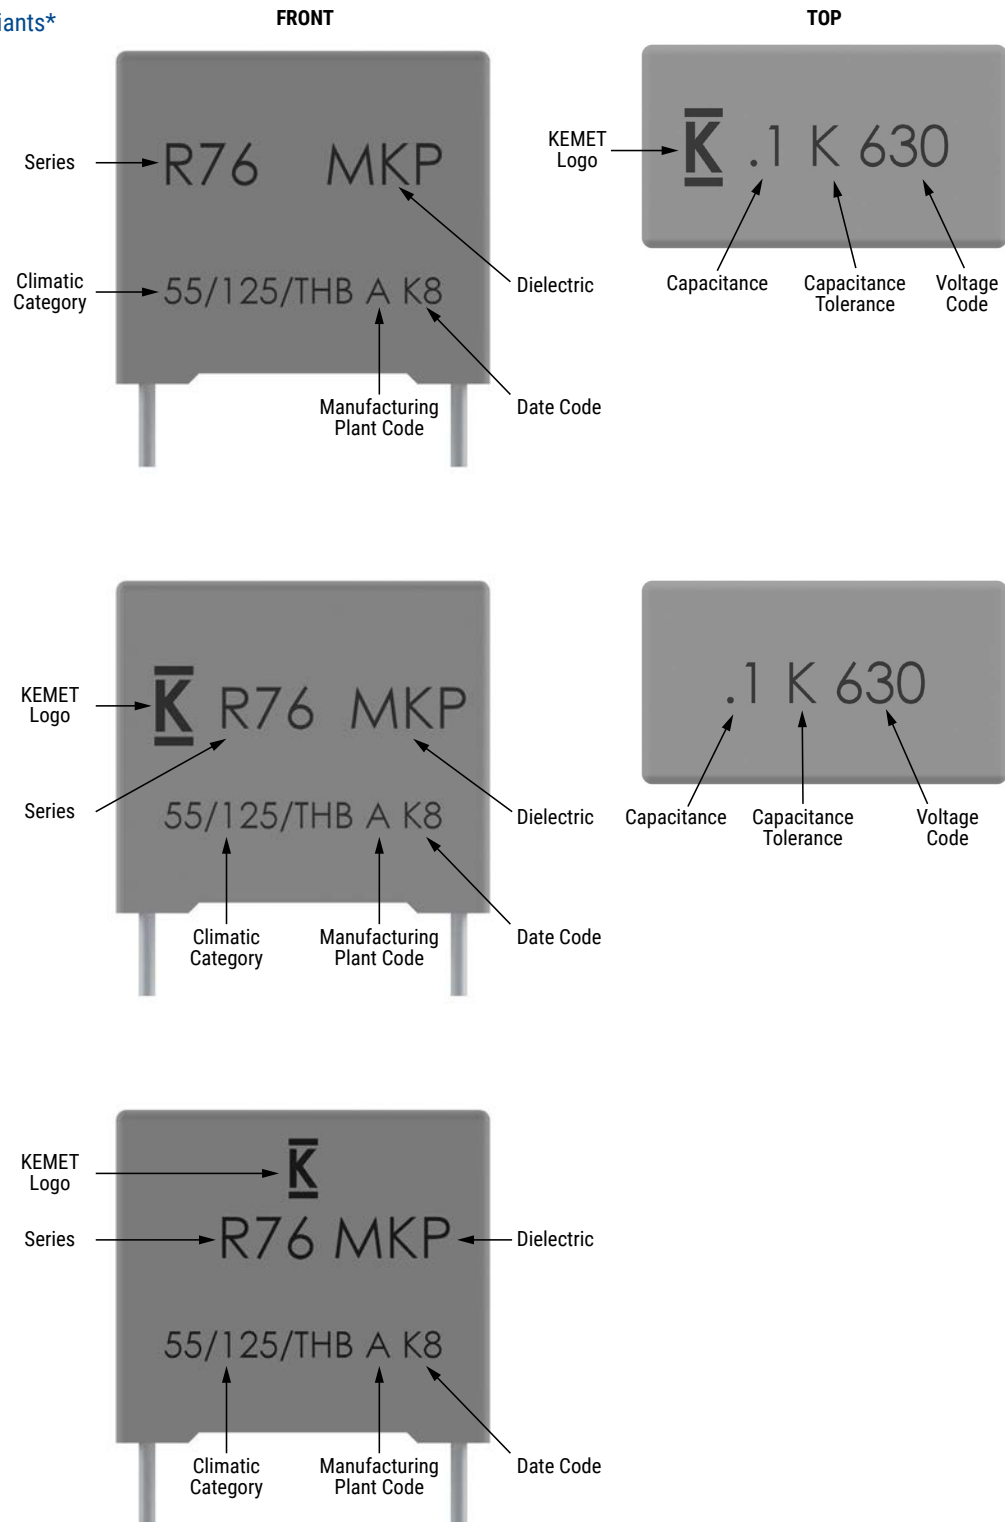 iants*
FRONT
TOP
Series
R76 MKP
KEMET
Logo
K .1 K 630
Climatic
Category
55/125/THB A K8
Dielectric
Capacitance
Capacitance
Tolerance
Voltage
Code
Manufacturing
Plant Code
Date Code
KEMET
Logo
K R76 MKP
.1 K 630
Series
55/125/THB A K8
Dielectric
Capacitance
Capacitance
Tolerance
Voltage
Code
Climatic
Category
Manufacturing
Plant Code
Date Code
KEMET
Logo
K
Series
R76 MKP
Dielectric
55/125/THB A K8
Climatic
Category
Manufacturing
Plant Code
Date Code